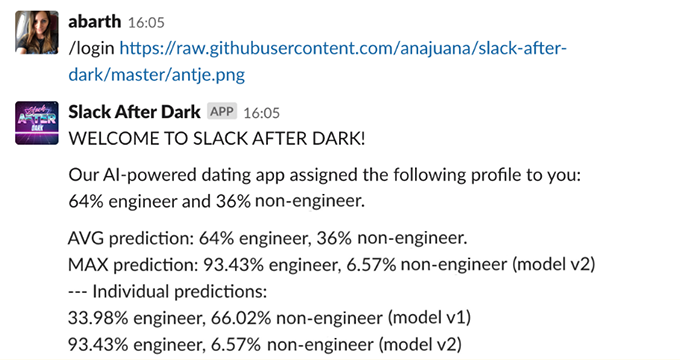 abarth 16:05
/login https://raw.githubusercontent.com/anajuana/slack-after-
dark/master/antje.png
Slack
AFTER
DARK
Slack After Dark APP 16:05
WELCOME TO SLACK AFTER DARK!
Our AI-powered dating app assigned the following profile to you:
64% engineer and 36% non-engineer.
AVG prediction: 64% engineer, 36% non-engineer.
MAX prediction: 93.43% engineer, 6.57% non-engineer (model v2)
--- Individual predictions:
33.98% engineer, 66.02% non-engineer (model v1)
93.43% engineer, 6.57% non-engineer (model v2)